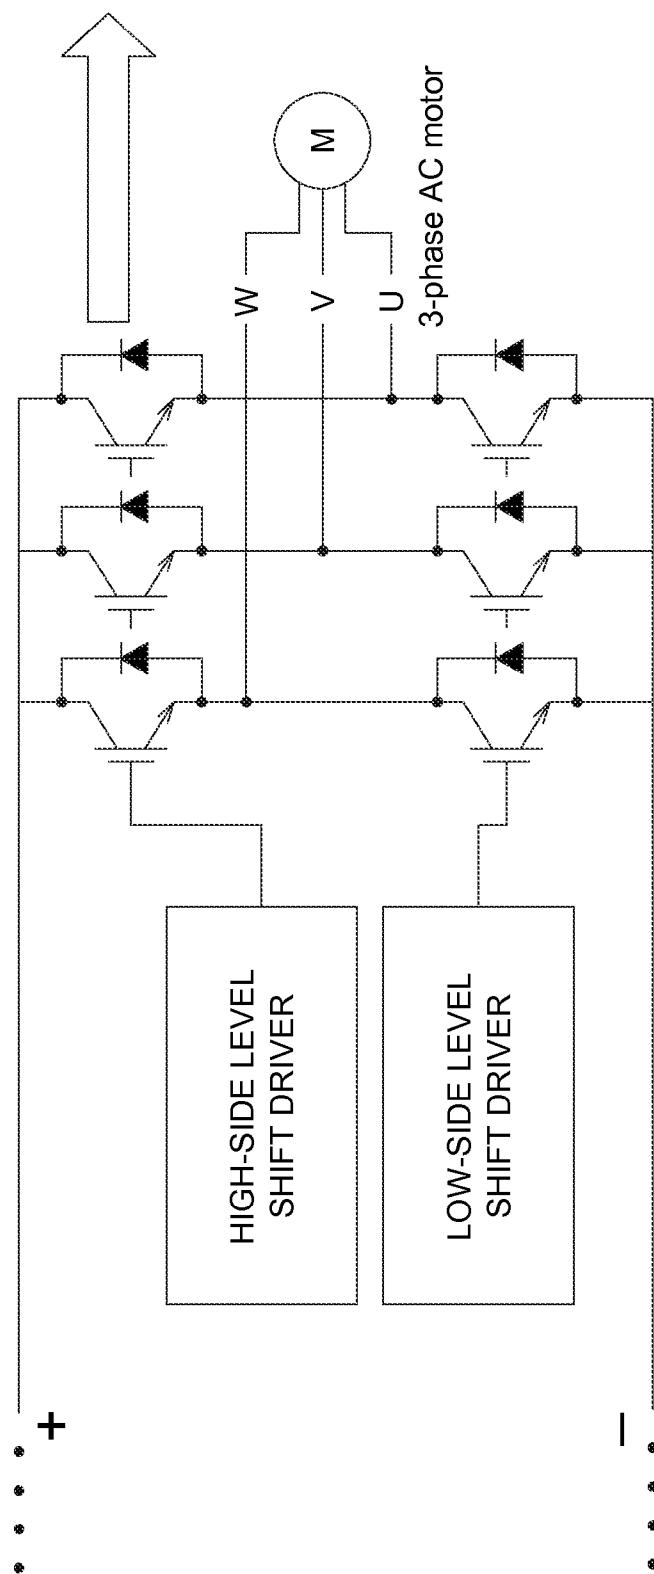 +
HIGH-SIDE LEVEL
SHIFT DRIVER
W
V
U
M
3-phase AC motor
LOW-SIDE LEVEL
SHIFT DRIVER
−